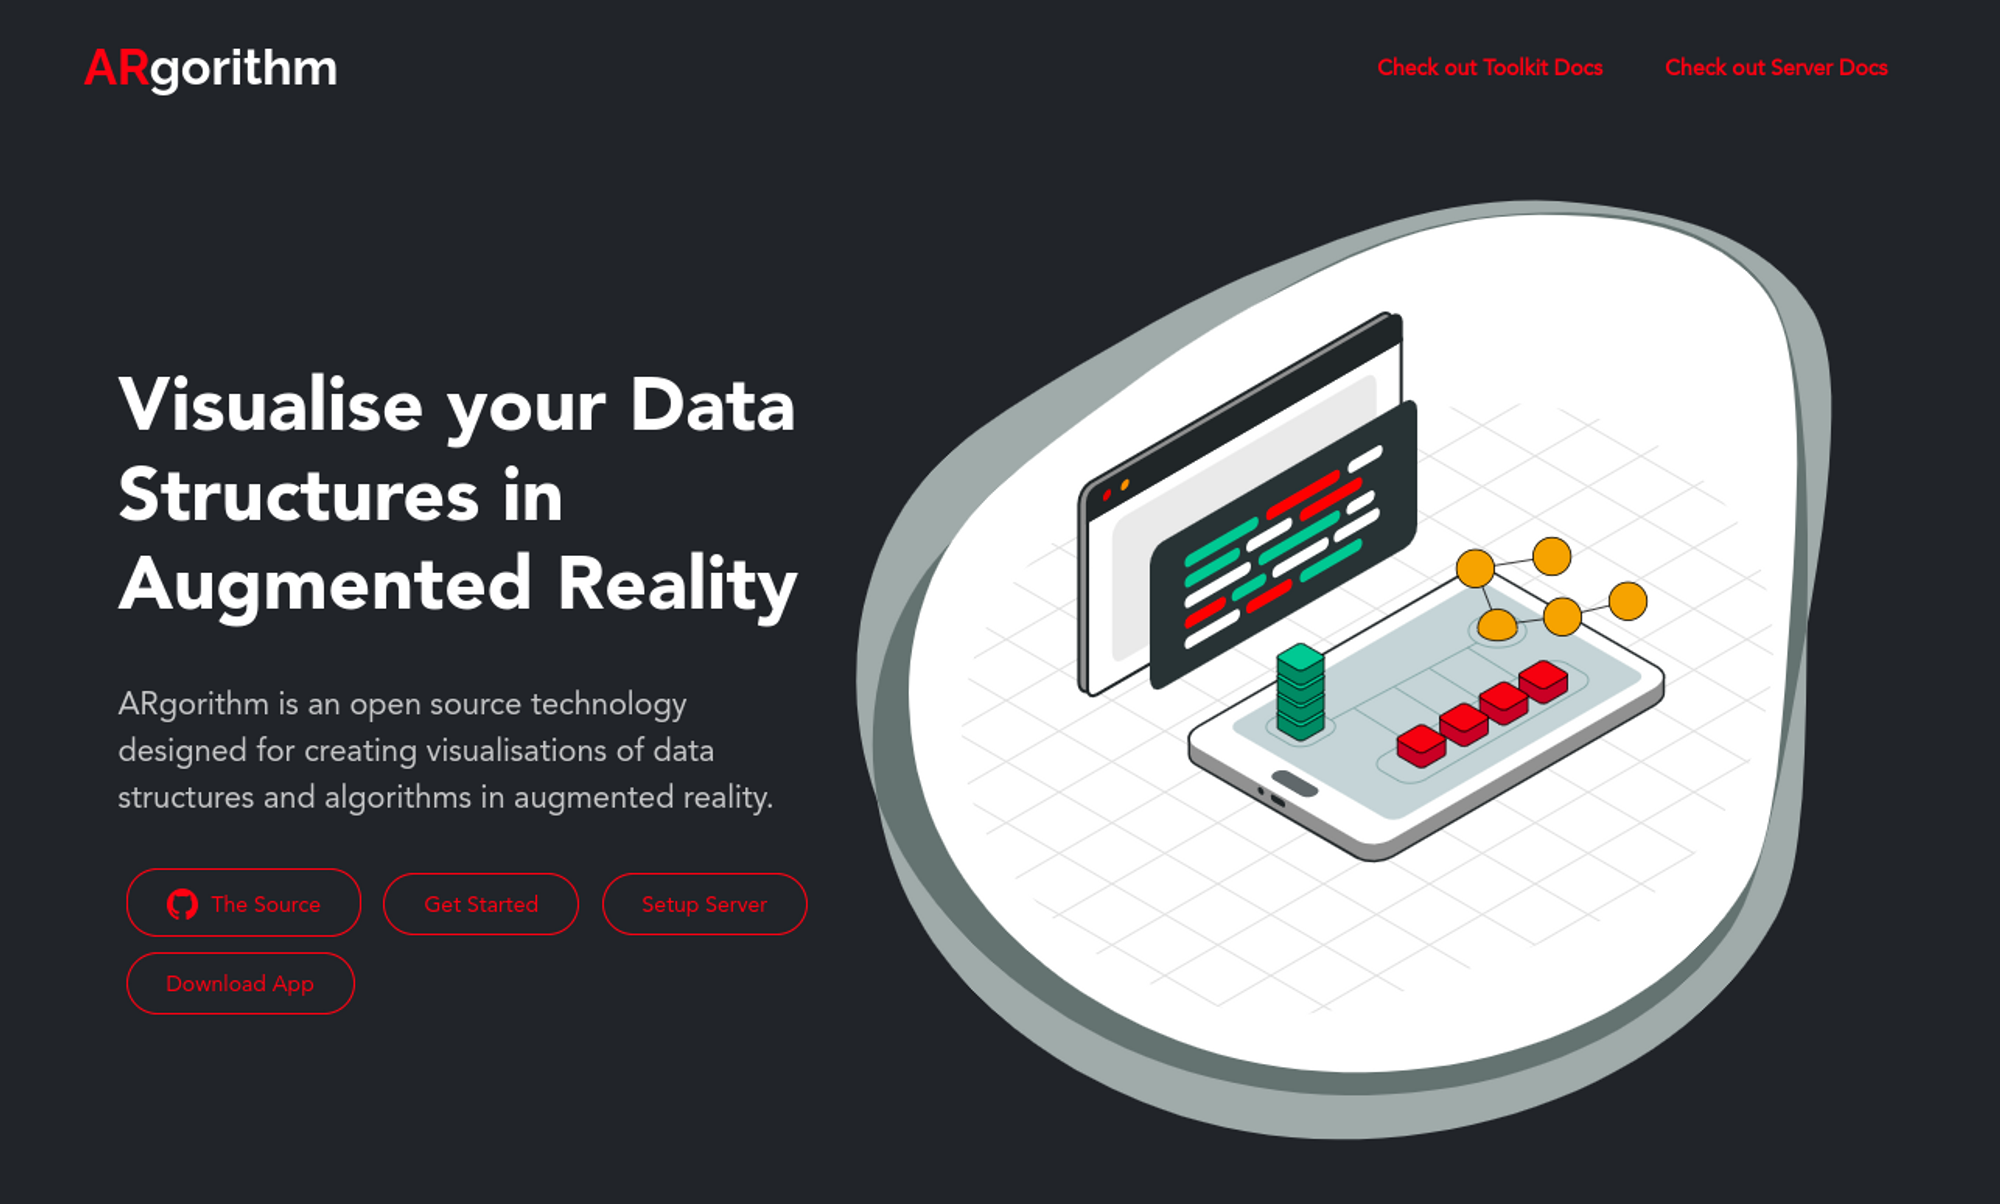 ARgorithm
Check out Toolkit Docs
Check out Server Docs
Visualise your Data
Structures in
Augmented Reality
ARgorithm is an open source technology
designed for creating visualisations of data
structures and algorithms in augmented reality.
The Source
Get Started
Setup Server
Download App